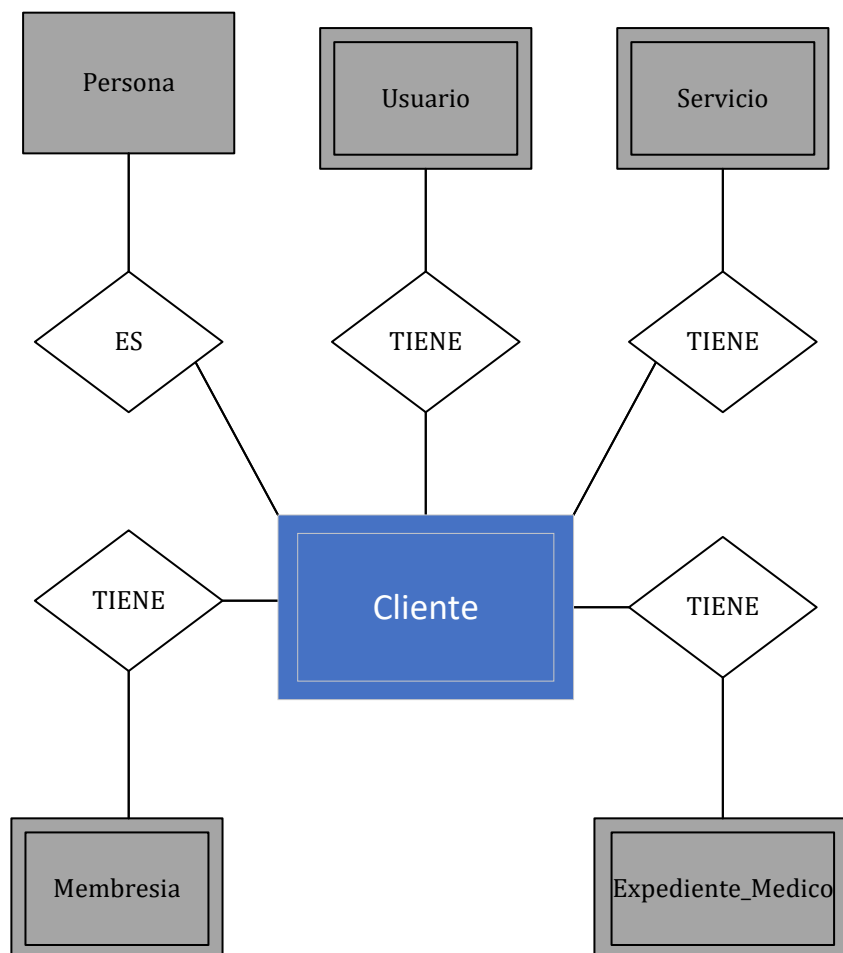 Persona
Usuario
Servicio
ES
TIENE
TIENE
TIENE
Cliente
TIENE
Membresia
Expediente_Medico